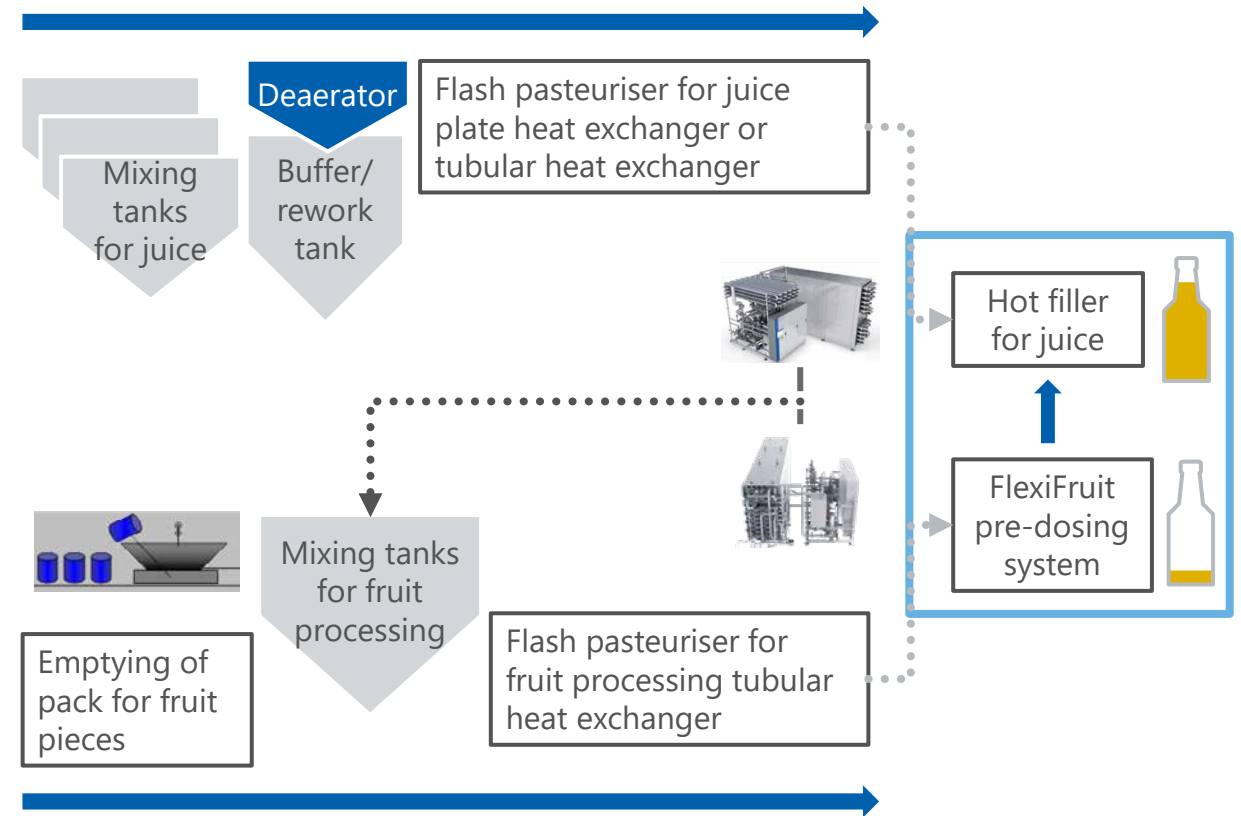 Deaerator
Flash pasteuriser for juice
plate heat exchanger or
tubular heat exchanger
Mixing
tanks
for juice
Buffer/
rework
tank
Hot filler
for juice
FlexiFruit
pre-dosing
system
Mixing tanks
for fruit
processing
Emptying of
pack for fruit
pieces
Flash pasteuriser for
fruit processing tubular
heat exchanger